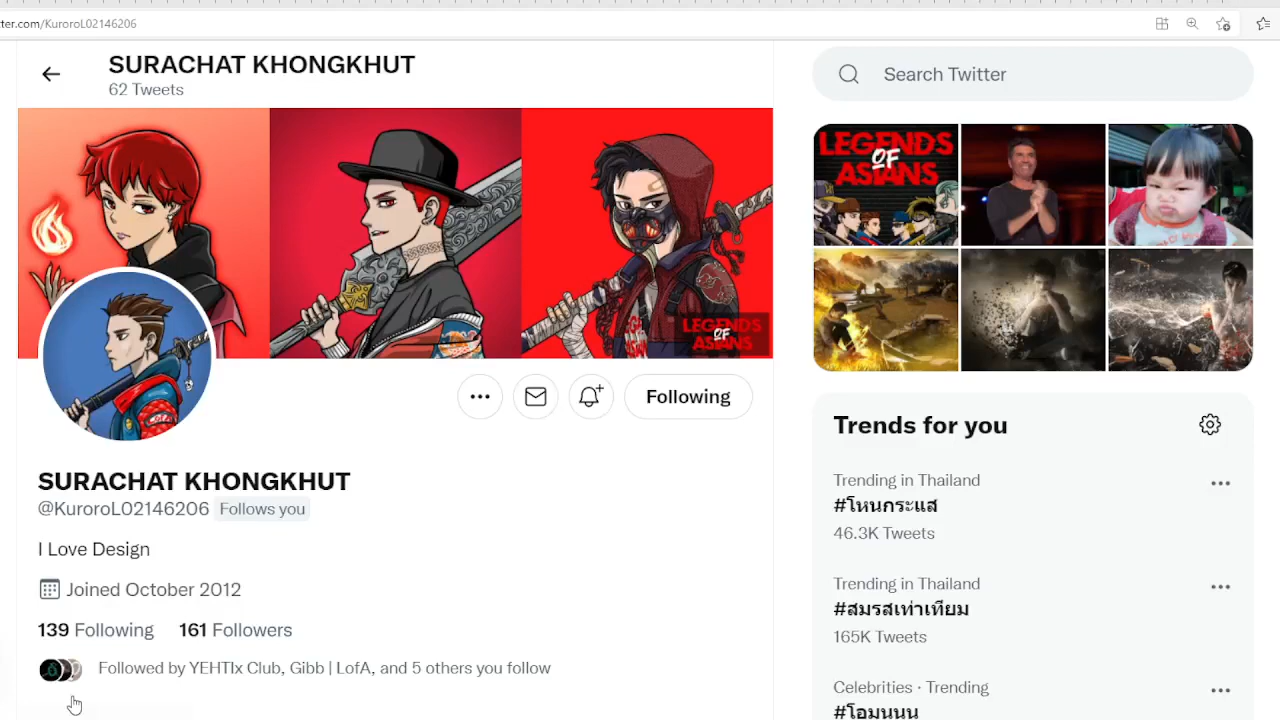 ter.com/KuroroL02146206
SURACHAT KHONGKHUT
62 Tweets
Search Twitter
LEGENDS
OF
ASIANS
LEGENDS
OF
ASIANS
Following
SURACHAT KHONGKHUT
@KuroroL02146206 Follows you
I Love Design
Joined October 2012
139 Following 161 Followers
Followed by YEHTIx Club, Gibb | LofA, and 5 others you follow
Trends for you
Trending in Thailand
#โหนกระแส
46.3K Tweets
Trending in Thailand
#สมรสเท่าเทียม
165K Tweets
Celebrities · Trending
#โอมนนน